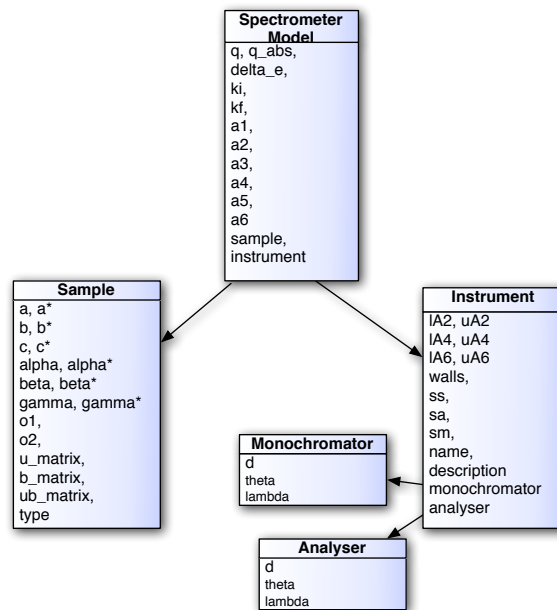 Spectrometer
Model
q, q_abs,
delta_e,
ki,
kf,
a1,
a2,
a3,
a4,
a5,
a6
sample,
instrument
Sample
a, a*
b, b*
c, c*
alpha, alpha*
beta, beta*
gamma, gamma*
o1,
o2,
u_matrix,
b_matrix,
ub_matrix,
type
Instrument
lA2, uA2
lA4, uA4
lA6, uA6
walls,
ss,
sa,
sm,
name,
description
monochromator
analyser
Monochromator
d
theta
lambda
Analyser
d
theta
lambda